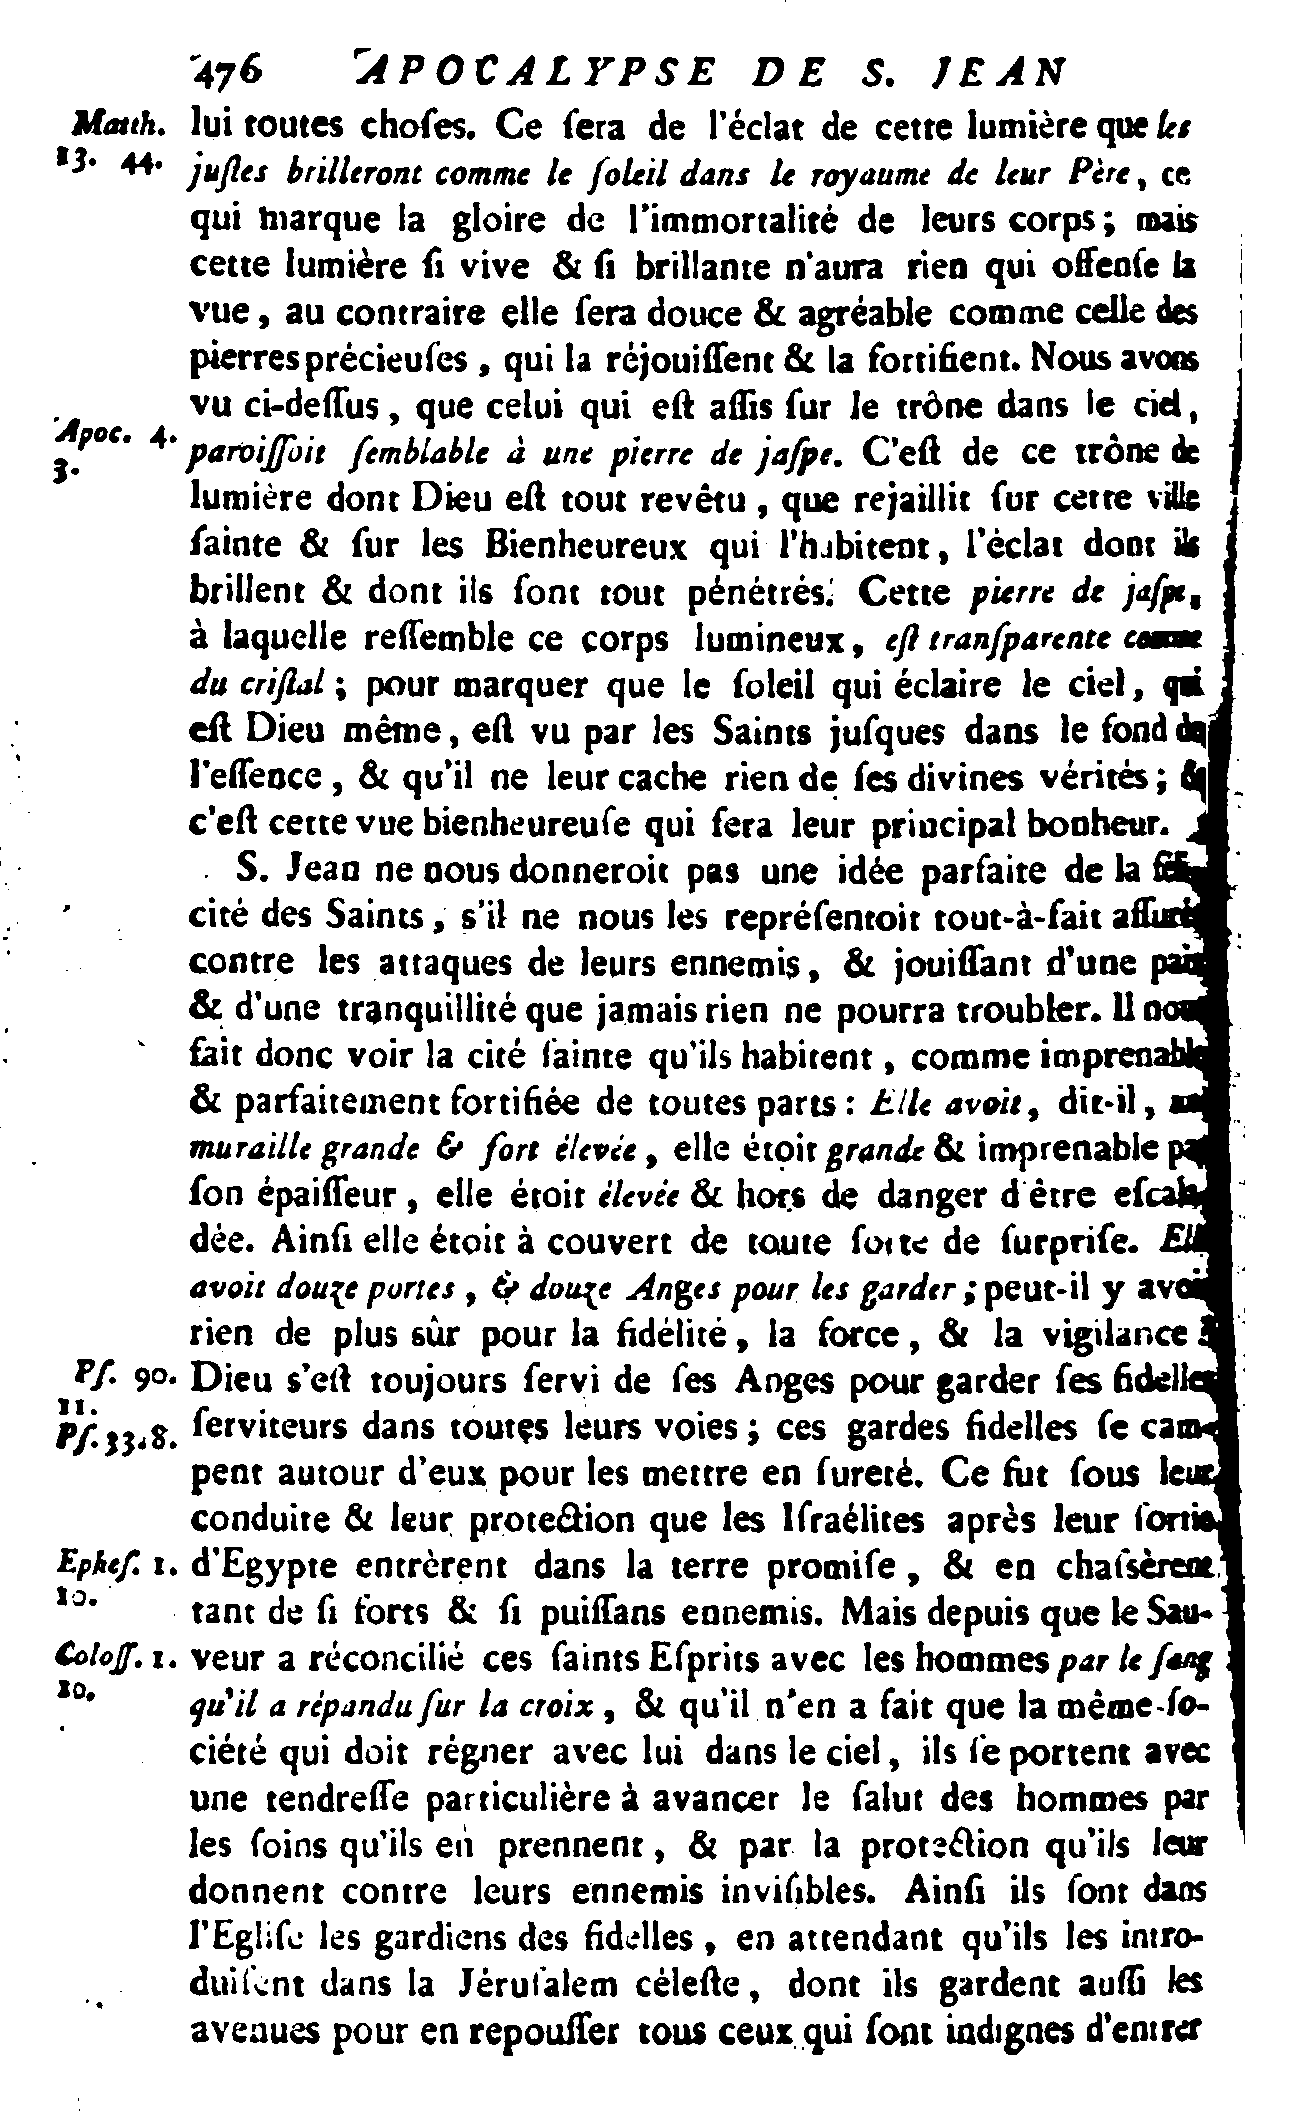 476 APOCALYPSE DE S. JEAN
Matth. lui toutes choſes. Ce ſera de l'éclat de cette lumière que les
13. 44. juſtes brilleront comme le ſoleil dans le royaume de leur Père, ce
qui marque la gloire de l'immortalité de leurs corps; mais
cette lumière ſi vive & ſi brillante n'aura rien qui offenſe la
vue, au contraire elle ſera douce & agréable comme celle des
pierres précieuſes, qui la réjouiſſent & la fortifient. Nous avons
vu ci-deſſus, que celui qui eſt aſſis ſur le trône dans le ciel,
Apoc. 4. paroiſſoit ſemblable à une pierre de jaſpe. C'eſt de ce trône de
3. lumière dont Dieu eſt tout revêtu, que rejaillit ſur cette ville
ſainte & ſur les Bienheureux qui l'habitent, l'éclat dont ils
brillent & dont ils ſont tout pénétrés. Cette pierre de jaſpe,
à laquelle reſſemble ce corps lumineux, eſt tranſparente comme
du criſtal; pour marquer que le ſoleil qui éclaire le ciel, qui
eſt Dieu même, eſt vu par les Saints juſques dans le fond de
l'eſſence, & qu'il ne leur cache rien de ſes divines vérités; &
c'eſt cette vue bienheureuſe qui ſera leur principal bonheur.
S. Jean ne nous donneroit pas une idée parfaite de la féli-
cité des Saints, s'il ne nous les repréſentoit tout-à-fait aſſurés
contre les attaques de leurs ennemis, & jouiſſant d'une paix
& d'une tranquillité que jamais rien ne pourra troubler. Il nous
fait donc voir la cité ſainte qu'ils habitent, comme imprenable
& parfaitement fortifiée de toutes parts: Elle avoit, dit-il,
muraille grande & fort élevée, elle étoit grande & imprenable par
ſon épaiſſeur, elle étoit élevée & hors de danger d'être eſcala-
dée. Ainſi elle étoit à couvert de toute ſorte de ſurpriſe. Elle
avoit douze portes, & douze Anges pour les garder; peut-il y avoir
rien de plus sûr pour la fidélité, la force, & la vigilance
Pſ. 90. Dieu s'eſt toujours ſervi de ſes Anges pour garder ſes fidelles
11.
Pſ. 33. 8. ſerviteurs dans toutes leurs voies; ces gardes fidelles ſe cam-
pent autour d'eux pour les mettre en ſureté. Ce fut ſous leur
conduite & leur protection que les Iſraélites après leur ſortie
Epheſ. 1. d'Egypte entrèrent dans la terre promiſe, & en chaſsèrent
10. tant de ſi forts & ſi puiſſans ennemis. Mais depuis que le Sau-
Coloſſ. 1. veur a réconcilié ces ſaints Eſprits avec les hommes par le ſang
20. qu'il a répandu ſur la croix, & qu'il n'en a fait que la même ſo-
ciété qui doit régner avec lui dans le ciel, ils ſe portent avec
une tendreſſe particulière à avancer le ſalut des hommes par
les ſoins qu'ils en prennent, & par la protection qu'ils leur
donnent contre leurs ennemis inviſibles. Ainſi ils ſont dans
l'Egliſe les gardiens des fidelles, en attendant qu'ils les intro-
duiſent dans la Jéruſalem céleſte, dont ils gardent auſſi les
avenues pour en repouſſer tous ceux qui ſont indignes d'entrer